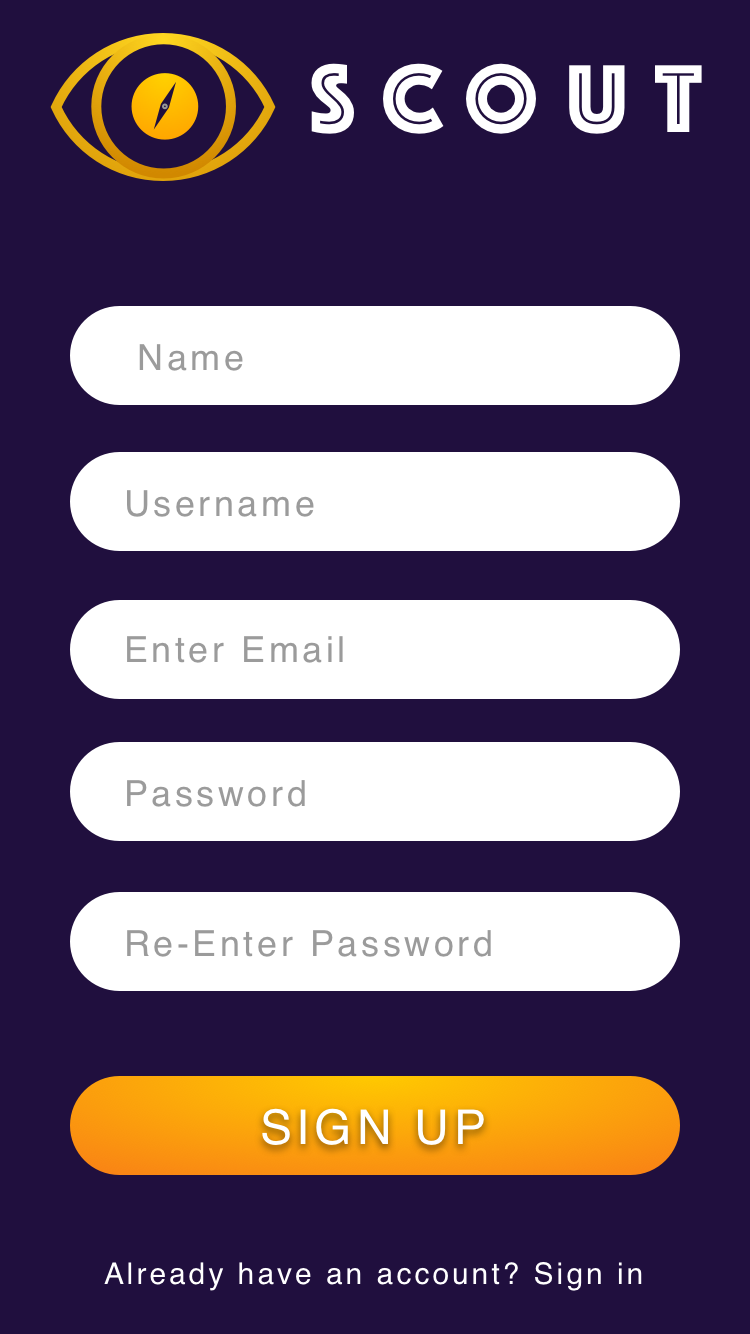 SCOUT
Name
Username
Enter Email
Password
Re-Enter Password
SIGN UP
Already have an account? Sign in